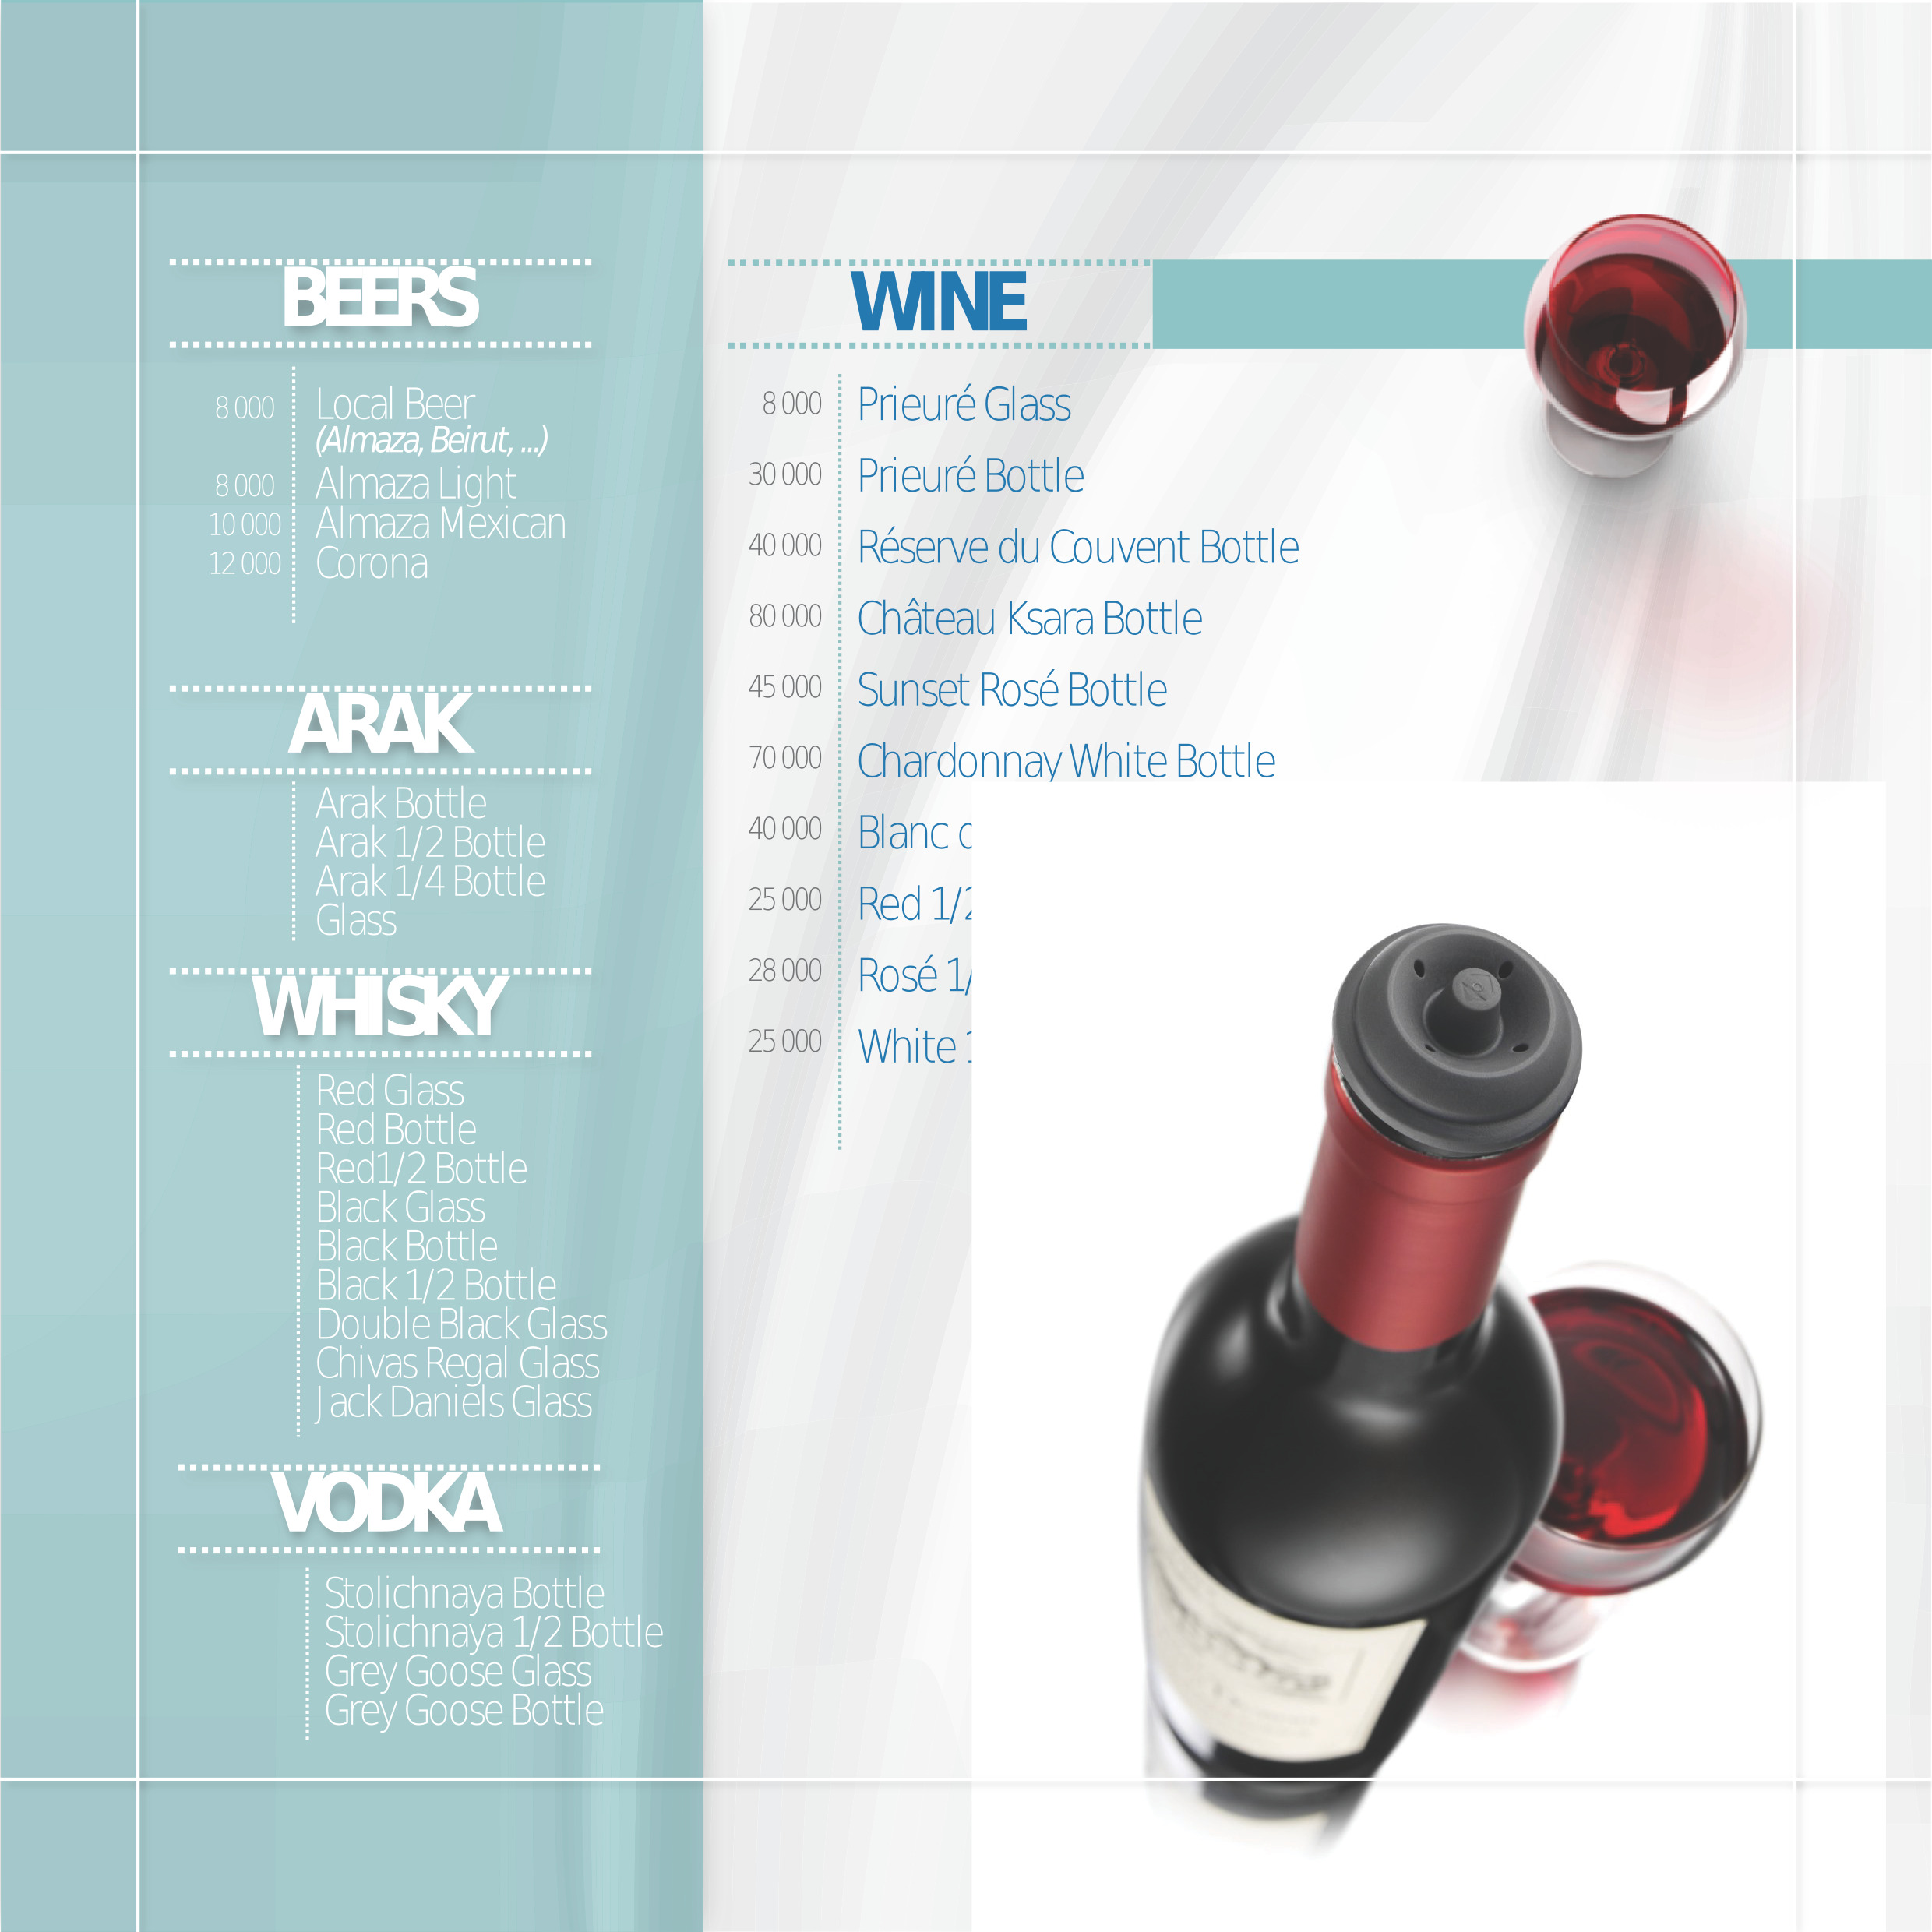 BEERS
8 000 Local Beer
(Almaza, Beirut, ...)
8 000 Almaza Light
10 000 Almaza Mexican
12 000 Corona
ARAK
Arak Bottle
Arak 1/2 Bottle
Arak 1/4 Bottle
Glass
WHISKY
Red Glass
Red Bottle
Red1/2 Bottle
Black Glass
Black Bottle
Black 1/2 Bottle
Double Black Glass
Chivas Regal Glass
Jack Daniels Glass
VODKA
Stolichnaya Bottle
Stolichnaya 1/2 Bottle
Grey Goose Glass
Grey Goose Bottle
WINE
8 000 Prieuré Glass
30 000 Prieuré Bottle
40 000 Réserve du Couvent Bottle
80 000 Château Ksara Bottle
45 000 Sunset Rosé Bottle
70 000 Chardonnay White Bottle
40 000 Blanc
25 000 Red 1/2
28 000 Rosé 1/
25 000 White 1